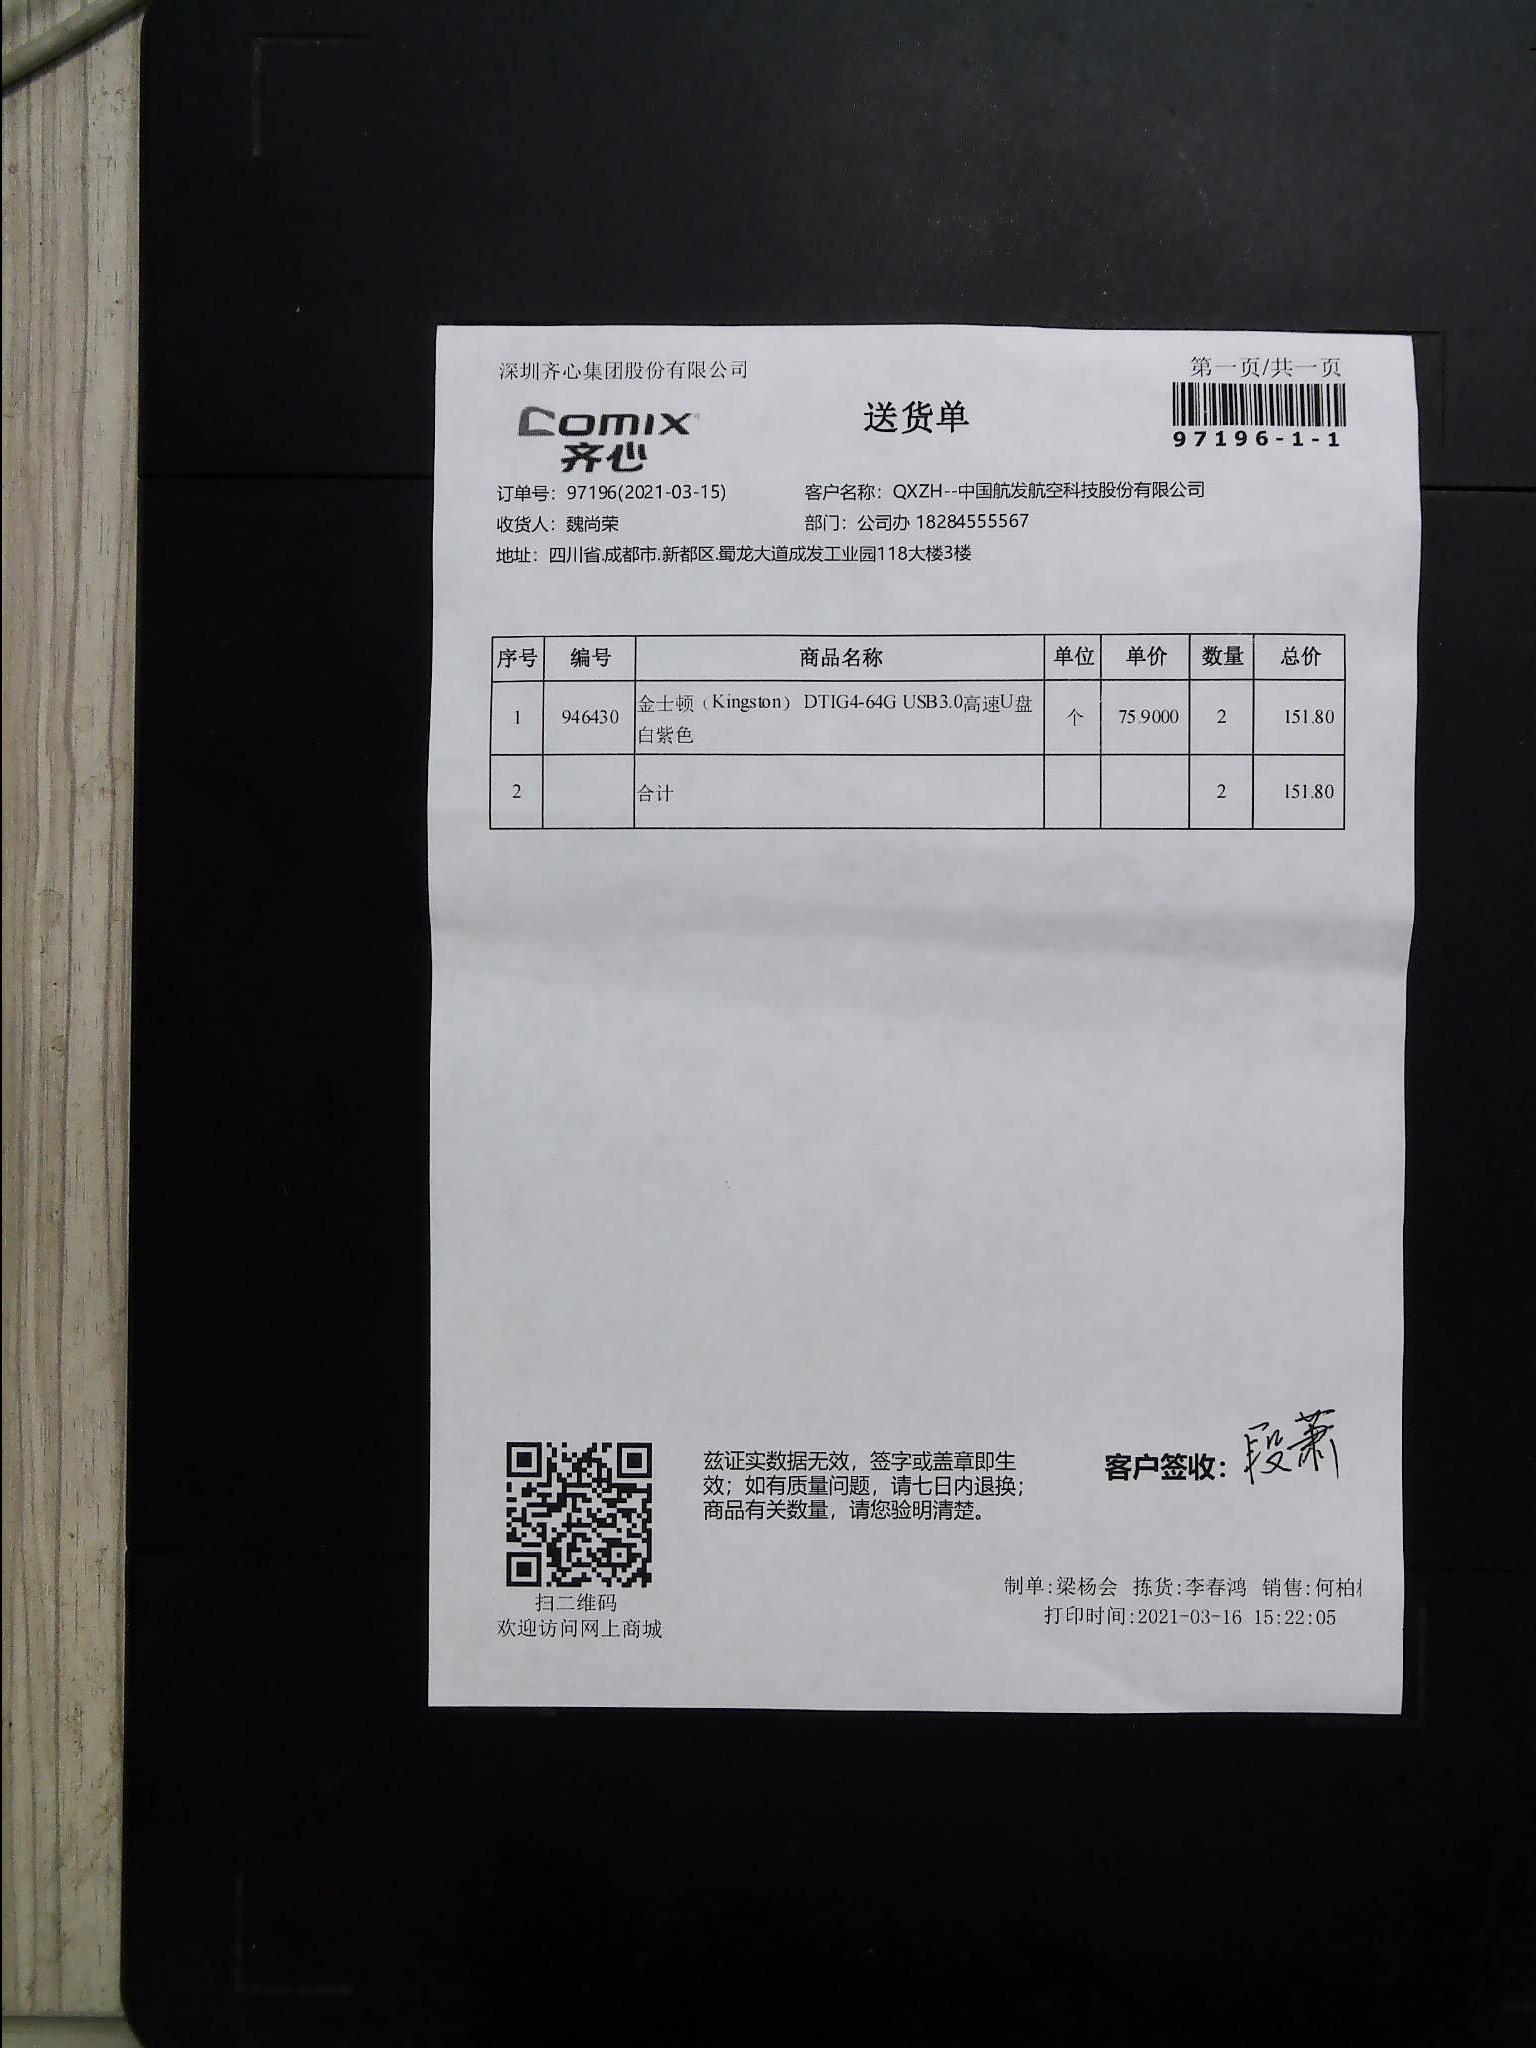 深圳齐心集团股份有限公司
第一页/共一页
comix
齐心
送货单
97196-1-1
订单号：97196(2021-03-15)
客户名称：QXZH--中国航发航空科技股份有限公司
收货人：魏尚荣
部门：公司办 18284555567
地址：四川省.成都市.新都区.蜀龙大道成发工业园118大楼3楼
序号 编号 商品名称 单位 单价 数量 总价
1 946430 金士顿（Kingston） DTIG4-64G USB3.0高速U盘 个 75.9000 2 151.80
白紫色
2 合计 2 151.80
兹证实数据无效，签字或盖章即生
效；如有质量问题，请七日内退换；
商品有关数量，请您验明清楚。
客户签收：段萧
扫二维码
欢迎访问网上商城
制单:梁杨会 拣货:李春鸿 销售:何柏
打印时间:2021-03-16 15:22:05